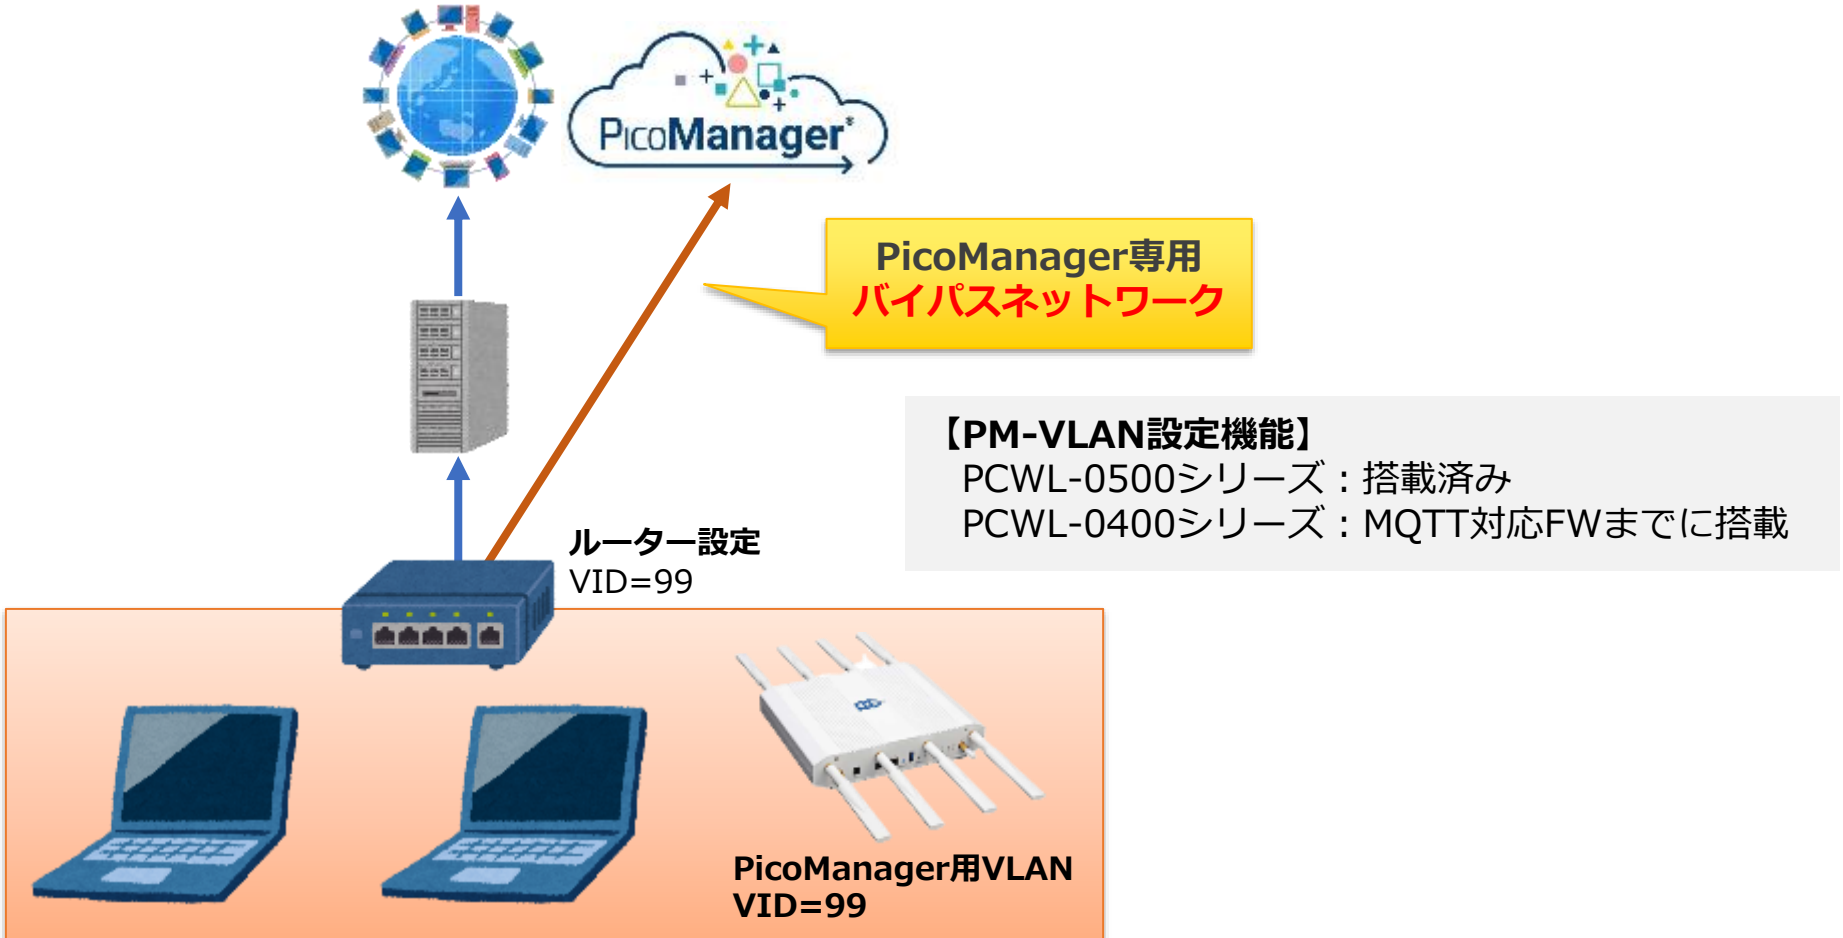 PicoManager®
PicoManager専用
バイパスネットワーク
【PM-VLAN設定機能】
PCWL-0500シリーズ：搭載済み
PCWL-0400シリーズ：MQTT対応FWまでに搭載
ルーター設定
VID=99
PicoManager用VLAN
VID=99